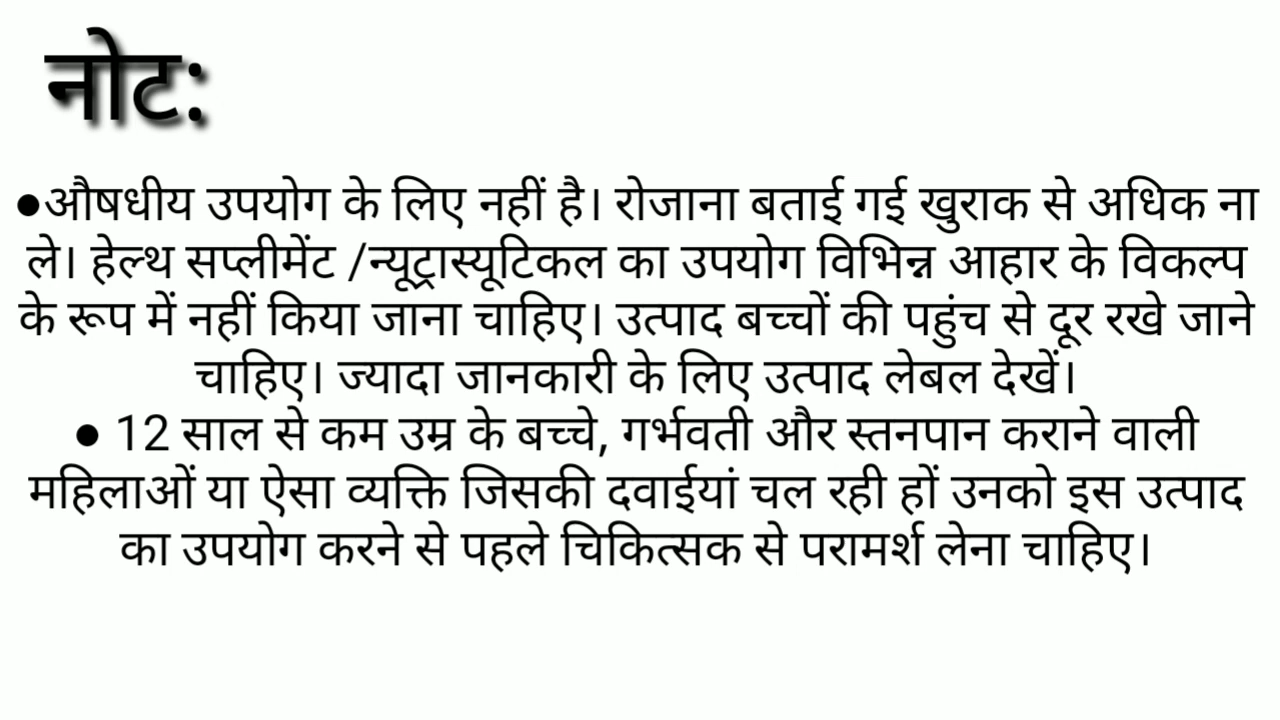 नोट:
●औषधीय उपयोग के लिए नहीं है। रोजाना बताई गई खुराक से अधिक ना
ले। हेल्थ सप्लीमेंट /न्यूट्रास्यूटिकल का उपयोग विभिन्न आहार के विकल्प
के रूप में नहीं किया जाना चाहिए। उत्पाद बच्चों की पहुंच से दूर रखे जाने
चाहिए। ज्यादा जानकारी के लिए उत्पाद लेबल देखें।
● 12 साल से कम उम्र के बच्चे, गर्भवती और स्तनपान कराने वाली
महिलाओं या ऐसा व्यक्ति जिसकी दवाईयां चल रही हों उनको इस उत्पाद
का उपयोग करने से पहले चिकित्सक से परामर्श लेना चाहिए।